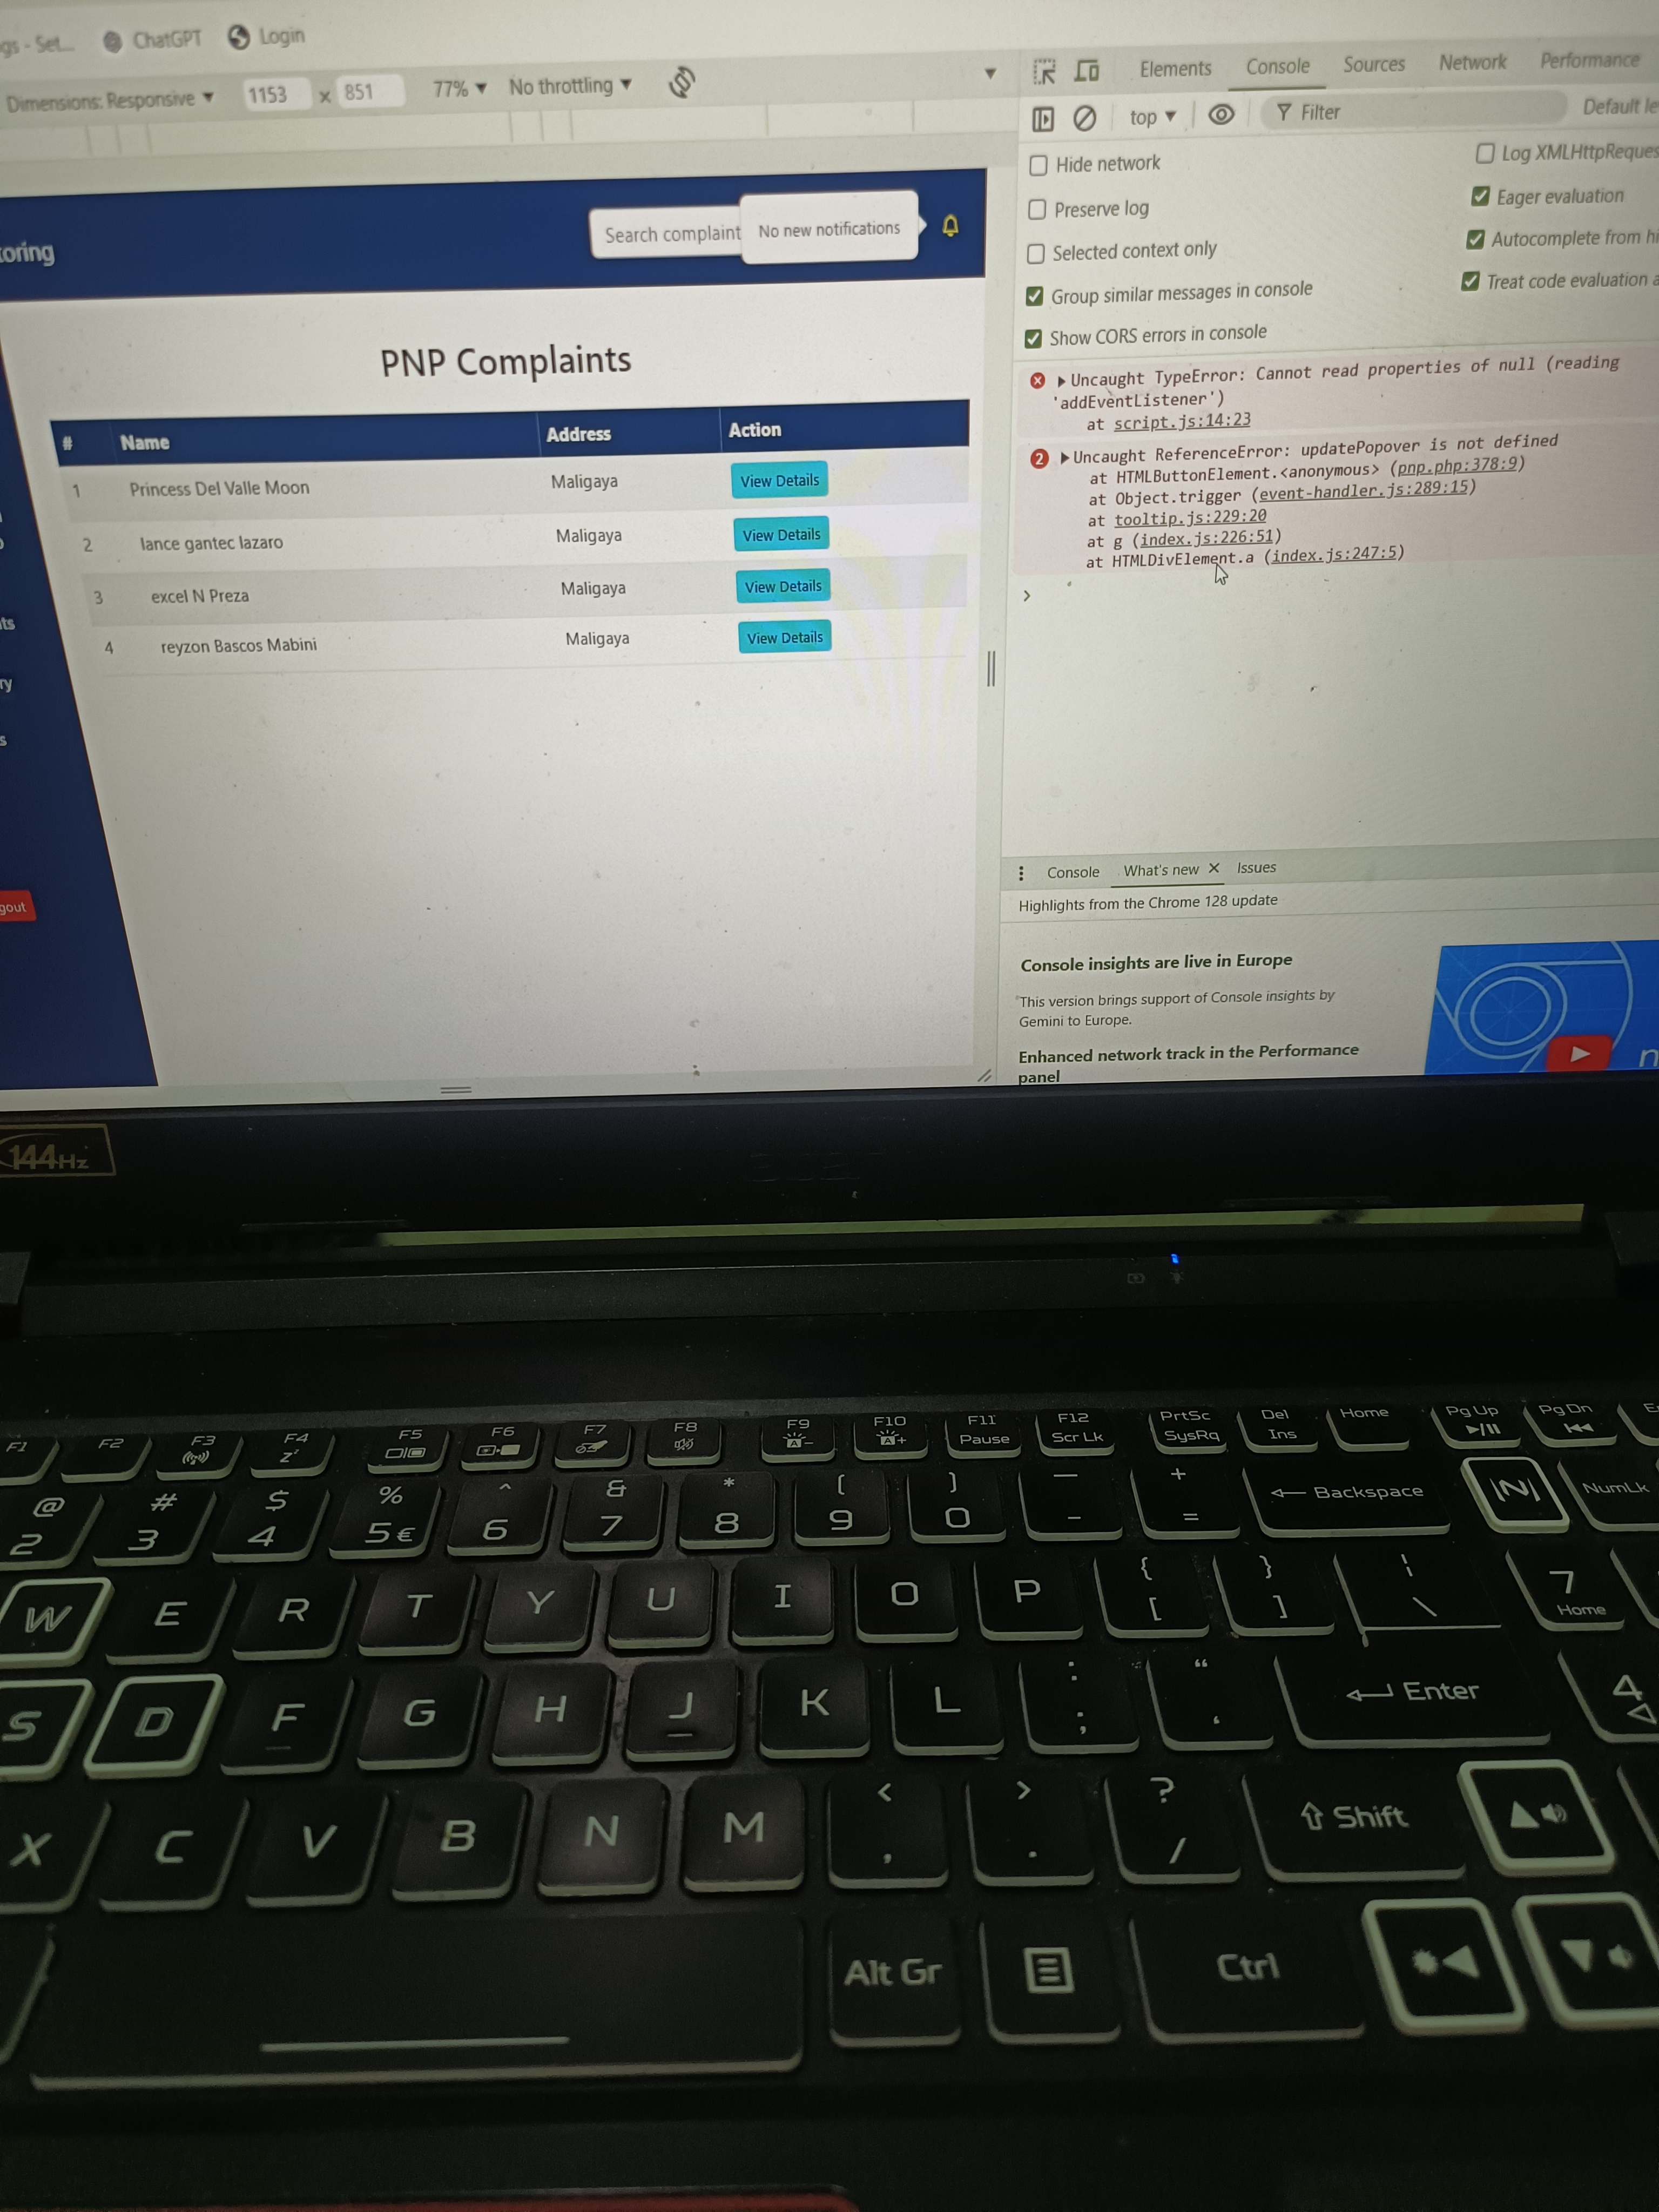 gs - Set... ChatGPT Login
Dimensions: Responsive ▼ 1153 x 851 77% ▼ No throttling ▼
Elements Console Sources Network Performance
top ▼ Filter Default le
Hide network
Log XMLHttpReques
Preserve log
Eager evaluation
Selected context only
Autocomplete from hi
Group similar messages in console
Treat code evaluation a
Show CORS errors in console
toring
Search complaint
No new notifications
PNP Complaints
# Name Address Action
1 Princess Del Valle Moon Maligaya View Details
2 lance gantec lazaro Maligaya View Details
3 excel N Preza Maligaya View Details
4 reyzon Bascos Mabini Maligaya View Details
nts
ry
s
gout
Uncaught TypeError: Cannot read properties of null (reading
'addEventListener')
at script.js:14:23
2 Uncaught ReferenceError: updatePopover is not defined
at HTMLButtonElement.<anonymous> (pnp.php:378:9)
at Object.trigger (event-handler.js:289:15)
at tooltip.js:229:20
at g (index.js:226:51)
at HTMLDivElement.a (index.js:247:5)
>
Console What's new × Issues
Highlights from the Chrome 128 update
Console insights are live in Europe
This version brings support of Console insights by
Gemini to Europe.
Enhanced network track in the Performance
panel
n
144Hz
F1 F2 F3 F4 z F5 F6 F7 F8 F9 A- F10 A+ F11 Pause F12 Scr Lk PrtSc SysRq Del Ins Home Pg Up Pg Dn E
@ 2 # 3 $ 4 % 5 € ^ 6 & 7 * 8 ( 9 ) 0 — - + = ← Backspace N NumLk
W E R T Y U I O P { [ } ] ¦ \ 7 Home
S D F G H J K L : ; “ ‘ Enter 4
X C V B N M < , > . ? / Shift
Alt Gr Ctrl